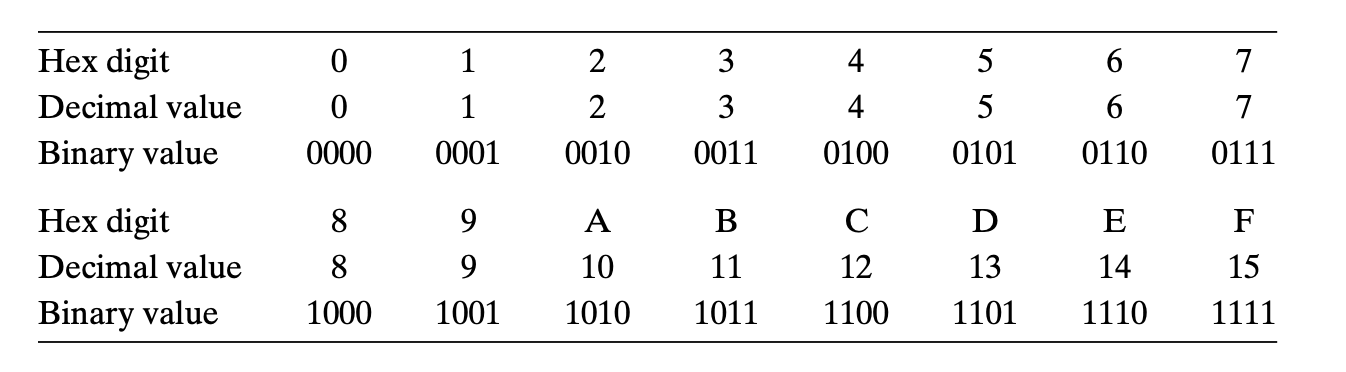 Hex digit 0 1 2 3 4 5 6 7
Decimal value 0 1 2 3 4 5 6 7
Binary value 0000 0001 0010 0011 0100 0101 0110 0111
Hex digit 8 9 A B C D E F
Decimal value 8 9 10 11 12 13 14 15
Binary value 1000 1001 1010 1011 1100 1101 1110 1111